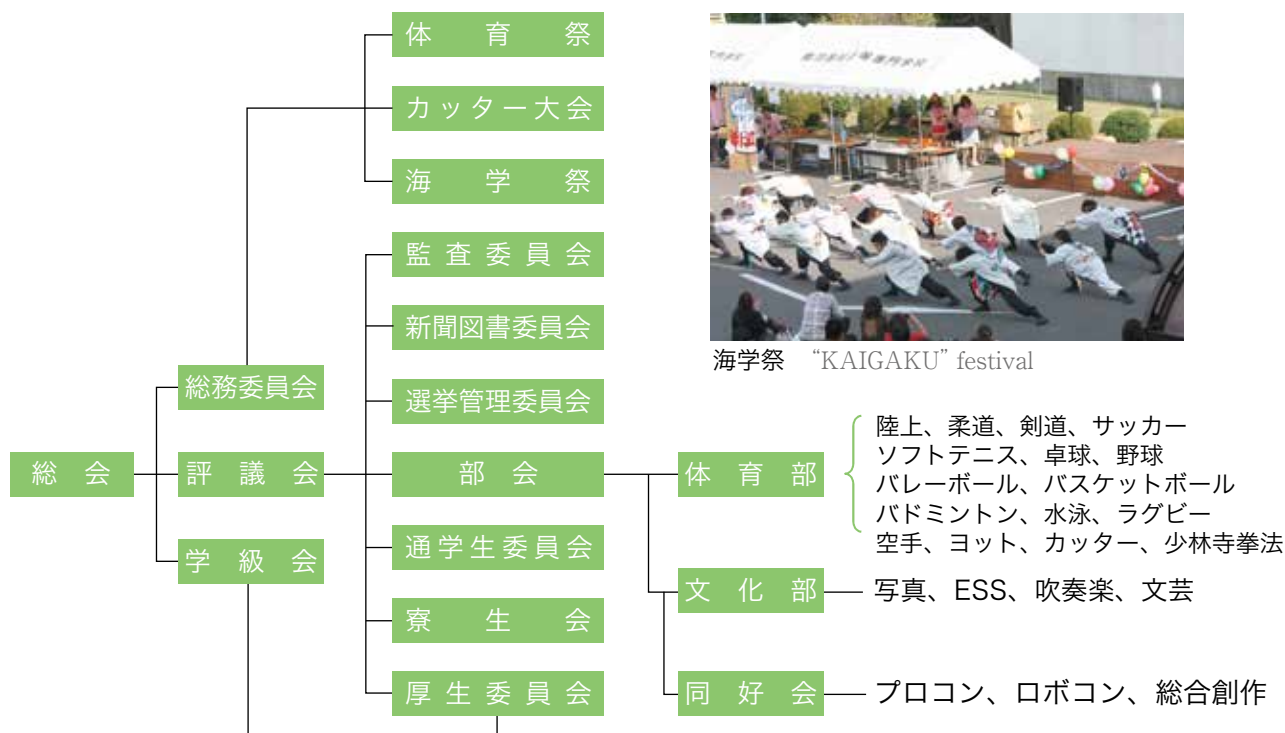 体育祭
カッター大会
海学祭
監査委員会
新聞図書委員会
選挙管理委員会
総務委員会
総会
評議会
部会
学級会
通学生委員会
寮生会
厚生委員会
海学祭 “KAIGAKU” festival
体育部
陸上、柔道、剣道、サッカー
ソフトテニス、卓球、野球
バレーボール、バスケットボール
バドミントン、水泳、ラグビー
空手、ヨット、カッター、少林寺拳法
文化部
写真、ESS、吹奏楽、文芸
同好会
プロコン、ロボコン、総合創作